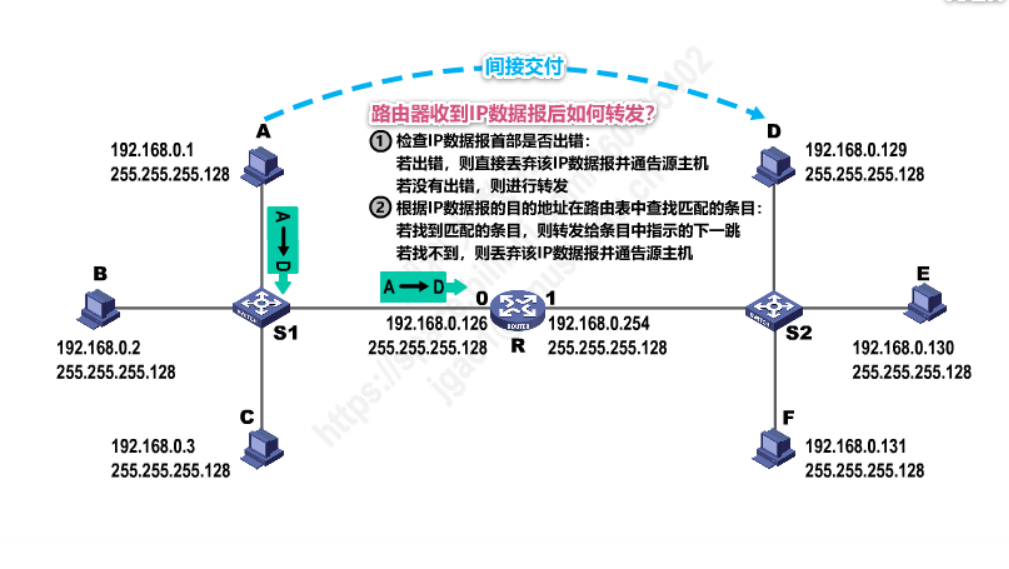 间接交付
路由器收到IP数据报后如何转发?
① 检查IP数据报首部是否出错:
若出错,则直接丢弃该IP数据报并通告源主机
若没有出错,则进行转发
② 根据IP数据报的目的地址在路由表中查找匹配的条目:
若找到匹配的条目,则转发给条目中指示的下一跳
若找不到,则丢弃该IP数据报并通告源主机
A
192.168.0.1
255.255.255.128
D
192.168.0.129
255.255.255.128
A→D
B
192.168.0.2
255.255.255.128
SWITCH
S1
A→D
0
1
ROUTER
R
192.168.0.126
255.255.255.128
192.168.0.254
255.255.255.128
SWITCH
S2
E
192.168.0.130
255.255.255.128
C
192.168.0.3
255.255.255.128
F
192.168.0.131
255.255.255.128